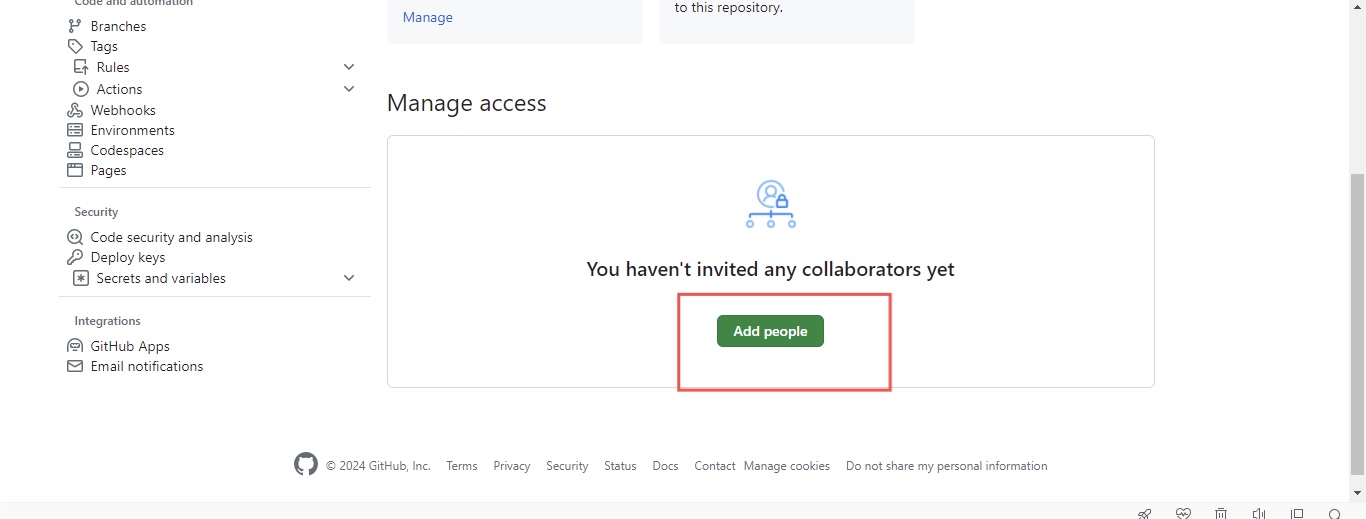 Code and automation
Branches
Tags
Rules
Actions
Webhooks
Environments
Codespaces
Pages
Security
Code security and analysis
Deploy keys
Secrets and variables
Integrations
GitHub Apps
Email notifications
Manage
to this repository.
Manage access
You haven't invited any collaborators yet
Add people
© 2024 GitHub, Inc. Terms Privacy Security Status Docs Contact Manage cookies Do not share my personal information